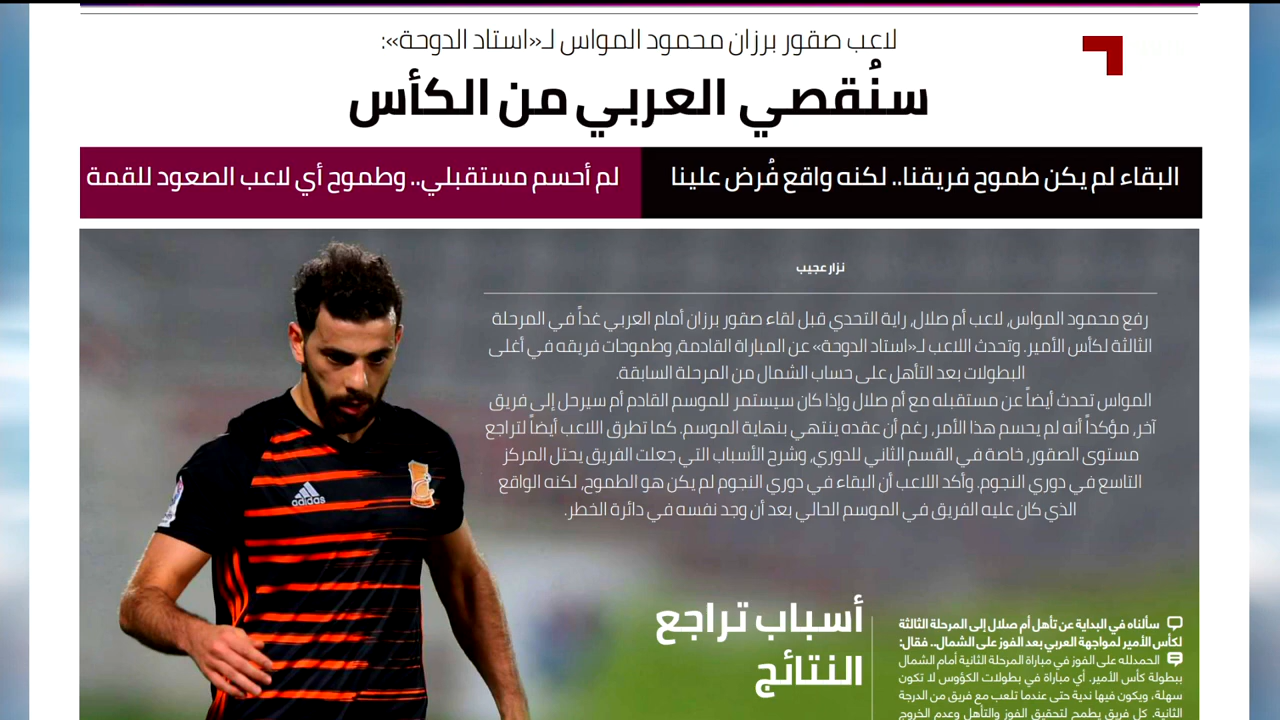 لاعب صقور برزان محمود المواس لـ«استاد الدوحة»:
سنُقصي العربي من الكأس
البقاء لم يكن طموح فريقنا.. لكنه واقع فُرض علينا
لم أحسم مستقبلي.. وطموح أي لاعب الصعود للقمة
نزار عجيب
رفع محمود المواس, لاعب أم صلال, راية التحدي قبل لقاء صقور برزان أمام العربي غداً في المرحلة
الثالثة لكأس الأمير. وتحدث اللاعب لـ«استاد الدوحة» عن المباراة القادمة, وطموحات فريقه في أغلى
البطولات بعد التأهل على حساب الشمال من المرحلة السابقة.
المواس تحدث أيضاً عن مستقبله مع أم صلال وإذا كان سيستمر للموسم القادم أم سيرحل إلى فريق
آخر, مؤكداً أنه لم يحسم هذا الأمر, رغم أن عقده ينتهي بنهاية الموسم. كما تطرق اللاعب أيضاً لتراجع
مستوى الصقور, خاصة في القسم الثاني للدوري, وشرح الأسباب التي جعلت الفريق يحتل المركز
التاسع في دوري النجوم. وأكد اللاعب أن البقاء في دوري النجوم لم يكن هو الطموح, لكنه الواقع
الذي كان عليه الفريق في الموسم الحالي بعد أن وجد نفسه في دائرة الخطر.
adidas
أسباب تراجع
النتائج
سألناه في البداية عن تأهل أم صلال إلى المرحلة الثالثة
لكأس الأمير لمواجهة العربي بعد الفوز على الشمال.. فقال:
الحمدلله على الفوز في مباراة المرحلة الثانية أمام الشمال
ببطولة كأس الأمير. أي مباراة في بطولات الكؤوس لا تكون
سهلة, ويكون فيها ندية حتى عندما تلعب مع فريق من الدرجة
الثانية. كل فريق يطمح لتحقيق الفوز والتأهل وعدم الخروج